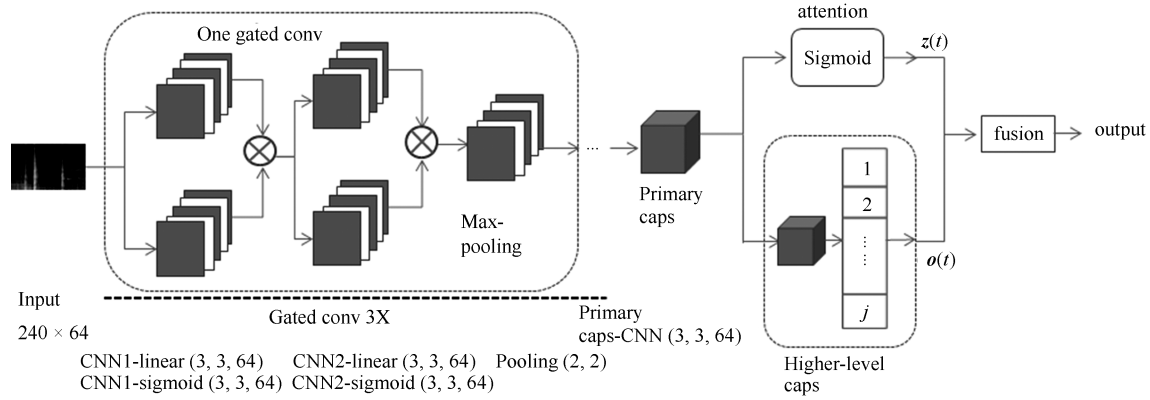 One gated conv
Max-
pooling
Input
240 × 64
Gated conv 3X
CNN1-linear (3, 3, 64)
CNN1-sigmoid (3, 3, 64)
CNN2-linear (3, 3, 64)
CNN2-sigmoid (3, 3, 64)
Pooling (2, 2)
...
Primary
caps
Primary
caps-CNN (3, 3, 64)
attention
Sigmoid
z(t)
1
2
⋮ ⋮
j
o(t)
Higher-level
caps
fusion
output